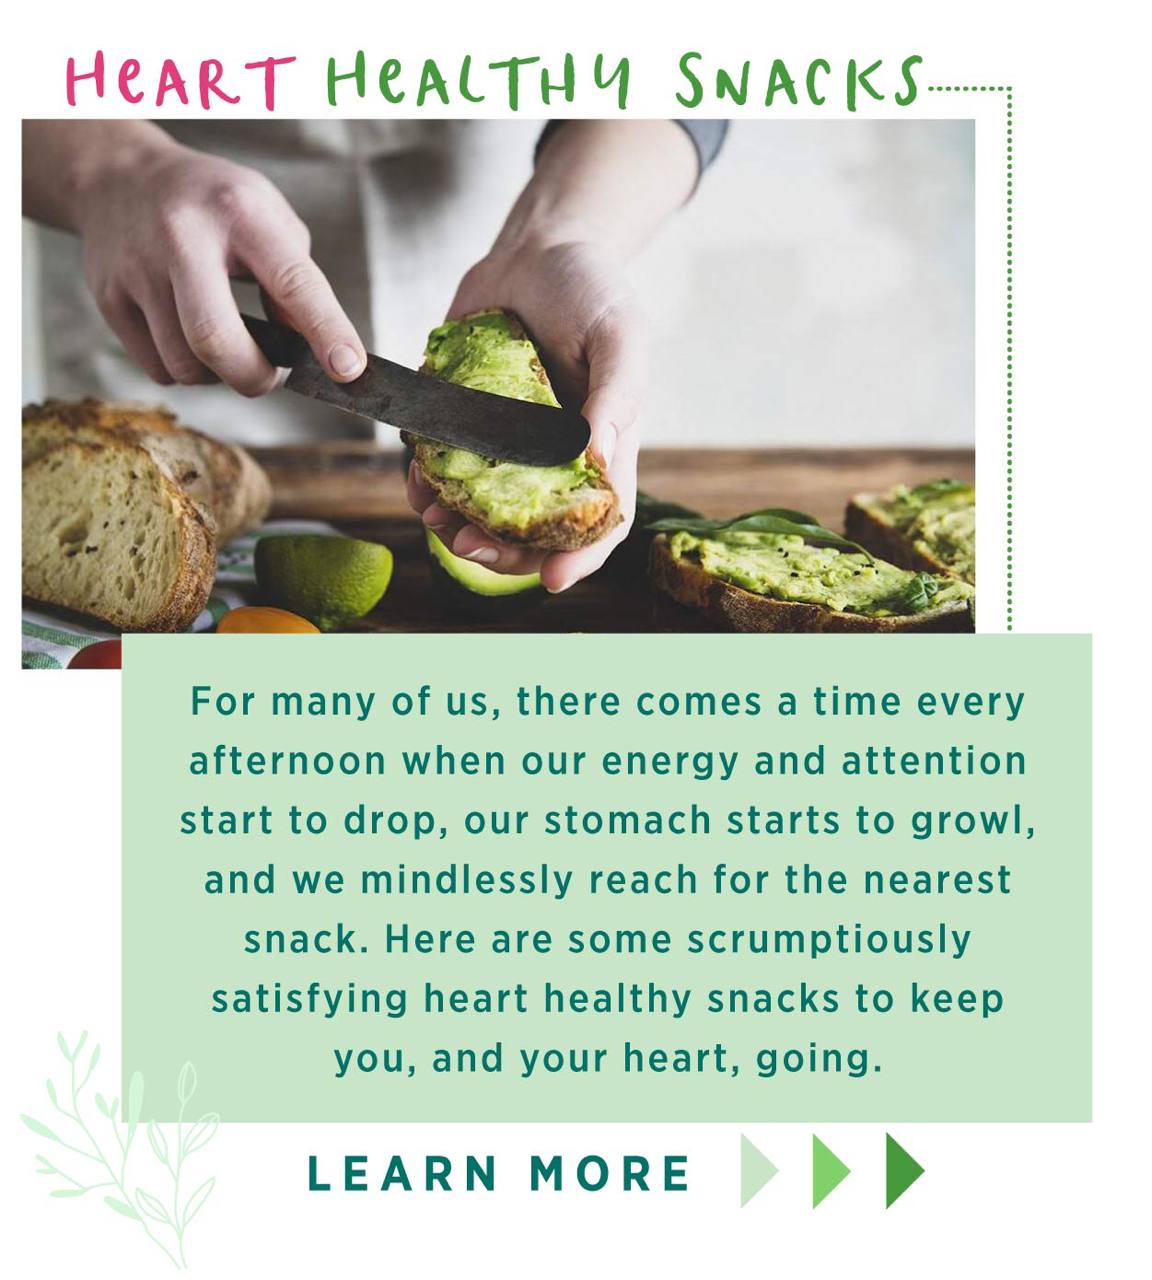 HeART HeALTHY SNACKS
For many of us, there comes a time every
afternoon when our energy and attention
start to drop, our stomach starts to growl,
and we mindlessly reach for the nearest
snack. Here are some scrumptiously
satisfying heart healthy snacks to keep
you, and your heart, going.
LEARN MORE